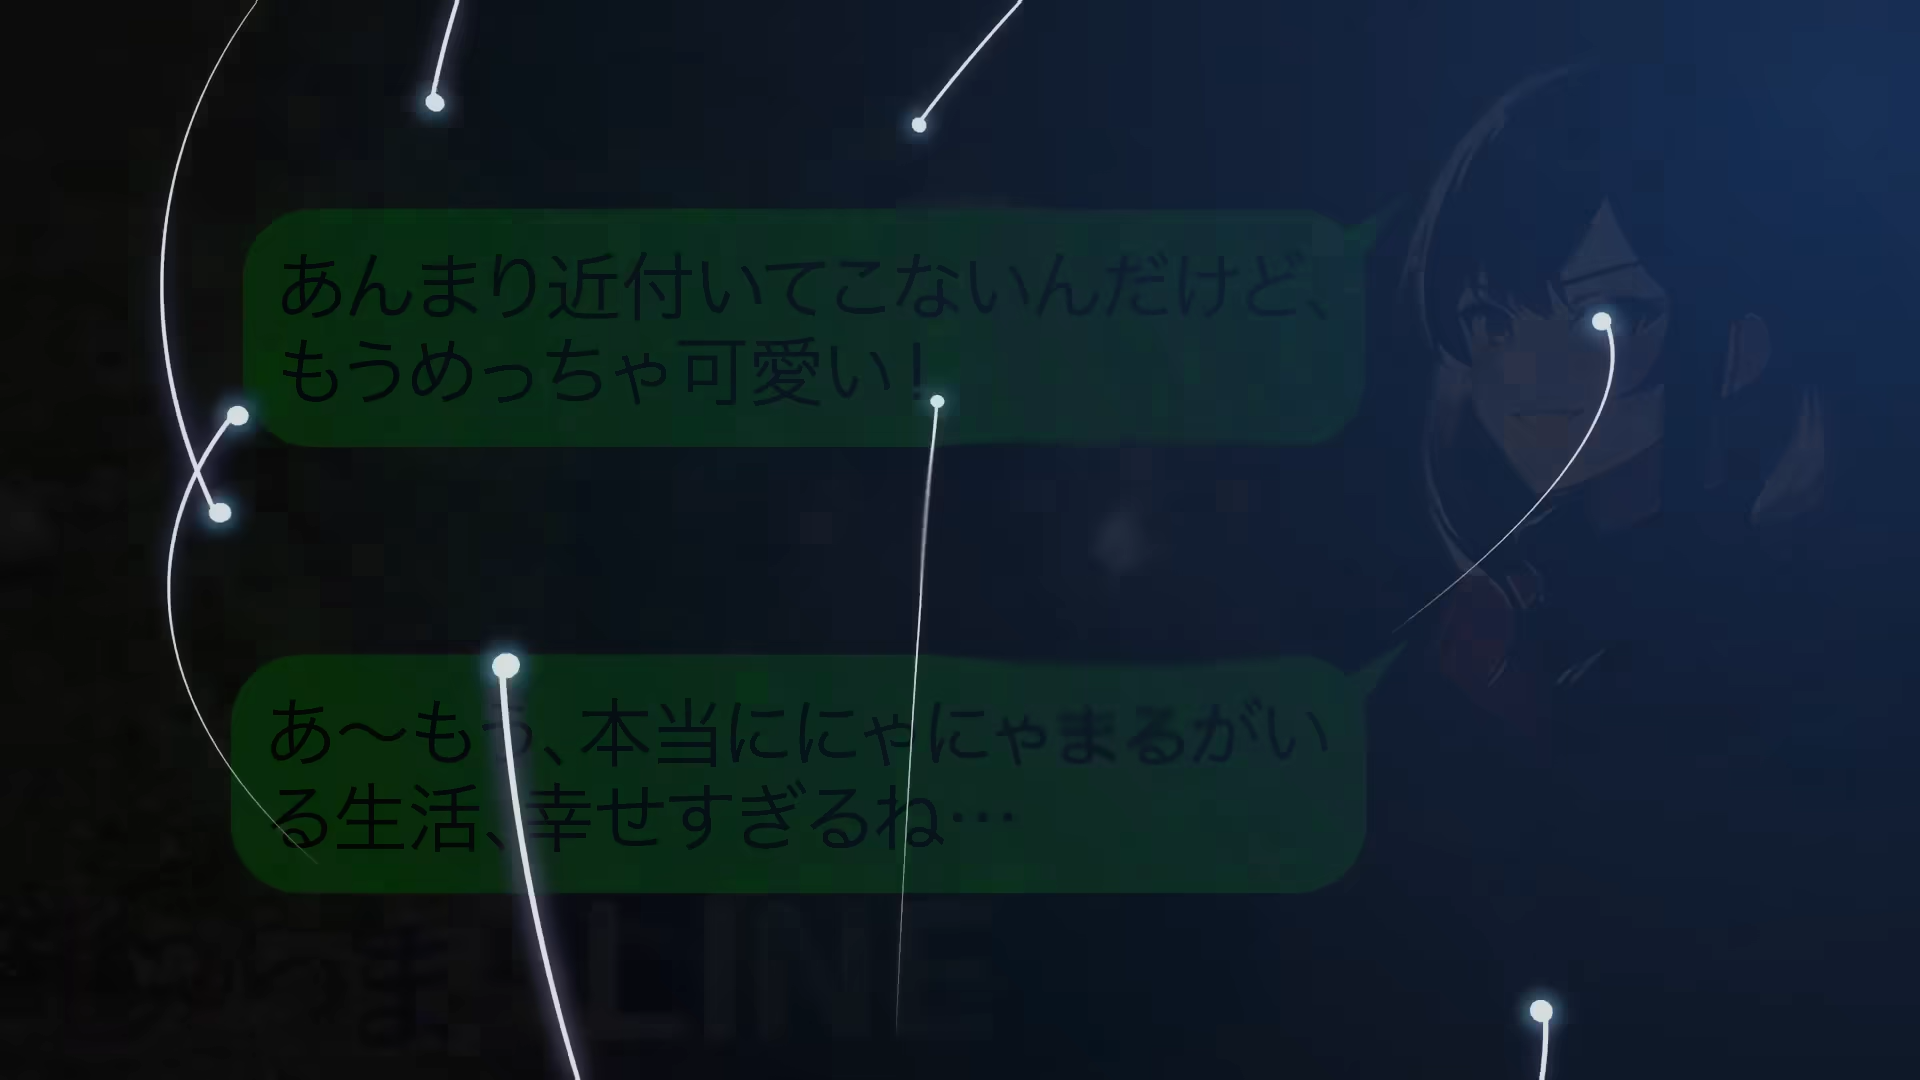 あんまり近付いてこないんだけど、
もうめっちゃ可愛い！
あ〜もう、本当ににゃにゃまるがい
る生活、幸せすぎるね…
LINE